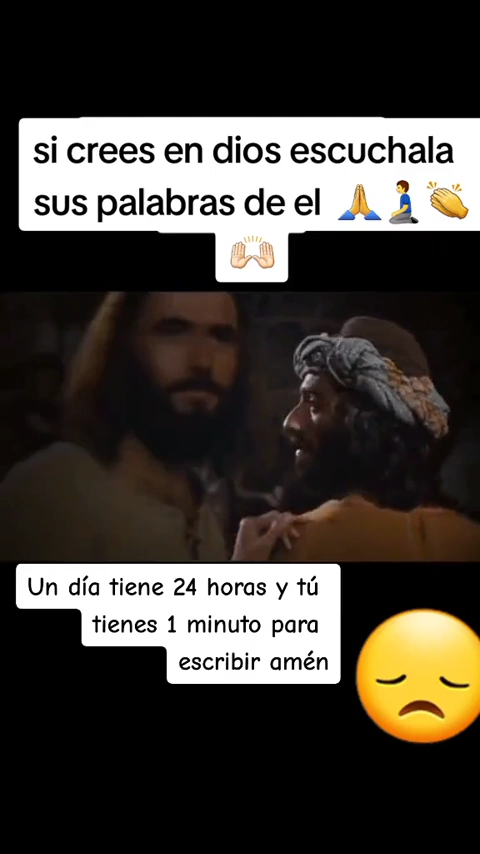 si crees en dios escuchala
sus palabras de el 🙏🧎‍♂️👏
🙌🏻
Un día tiene 24 horas y tú
tienes 1 minuto para
escribir amén